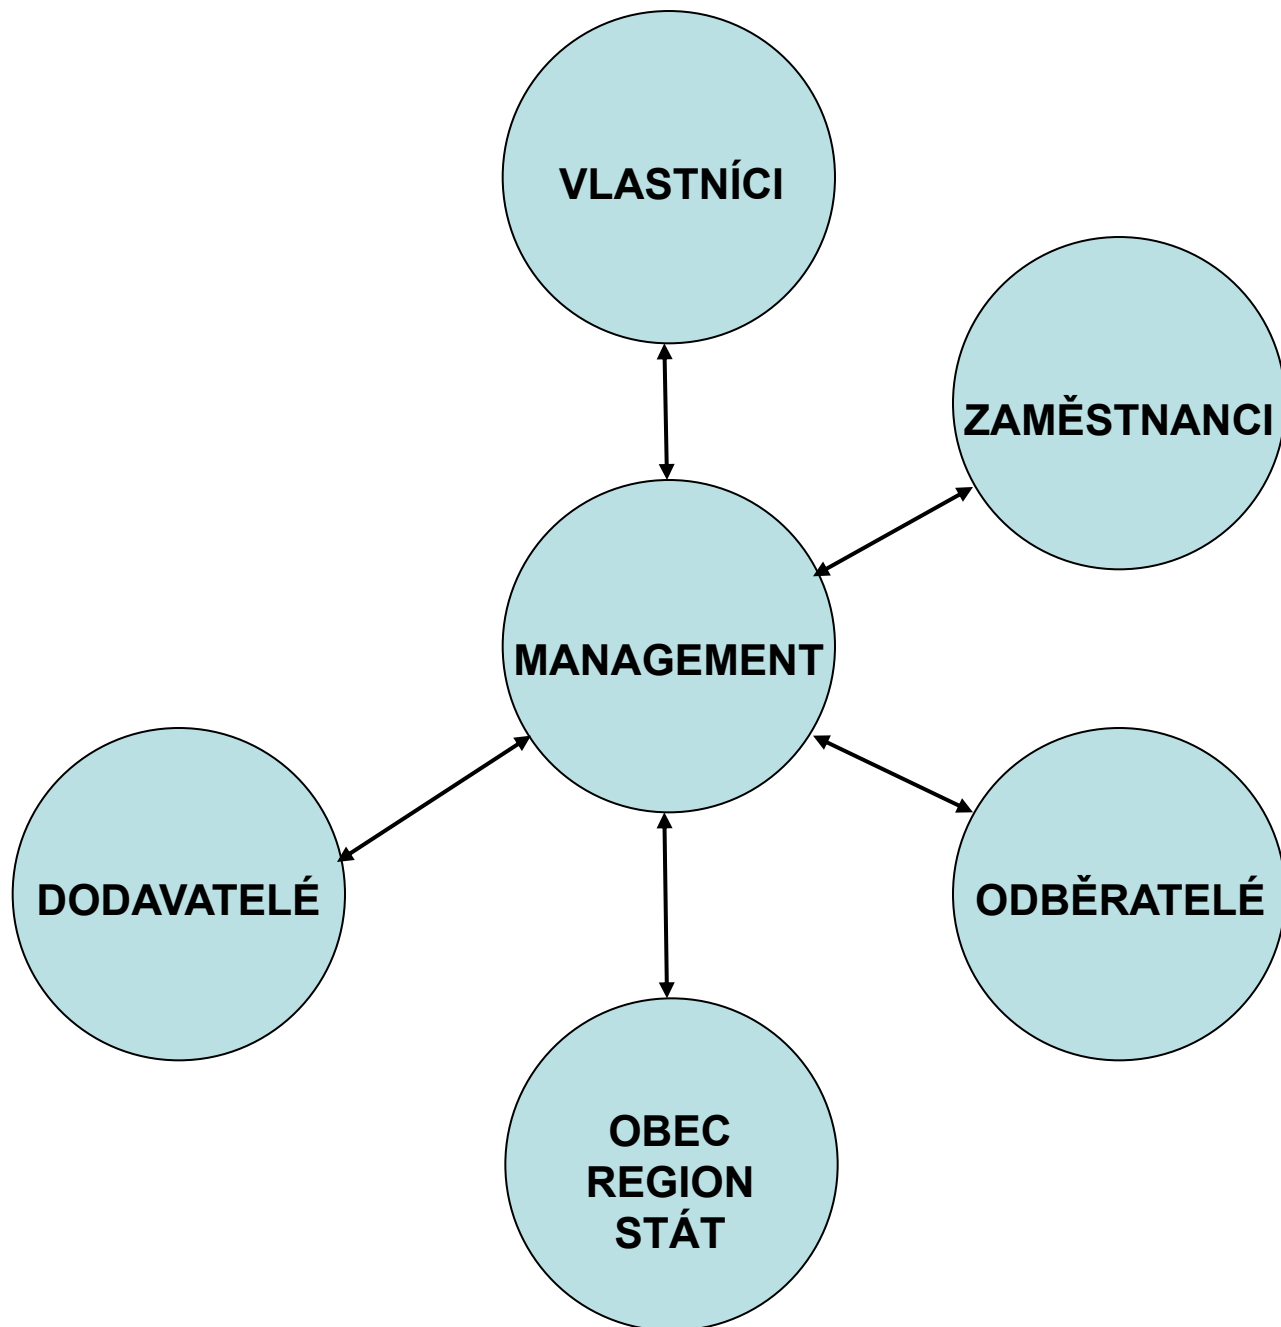 VLASTNÍCI
ZAMĚSTNANCI
MANAGEMENT
DODAVATELÉ
ODBĚRATELÉ
OBEC
REGION
STÁT